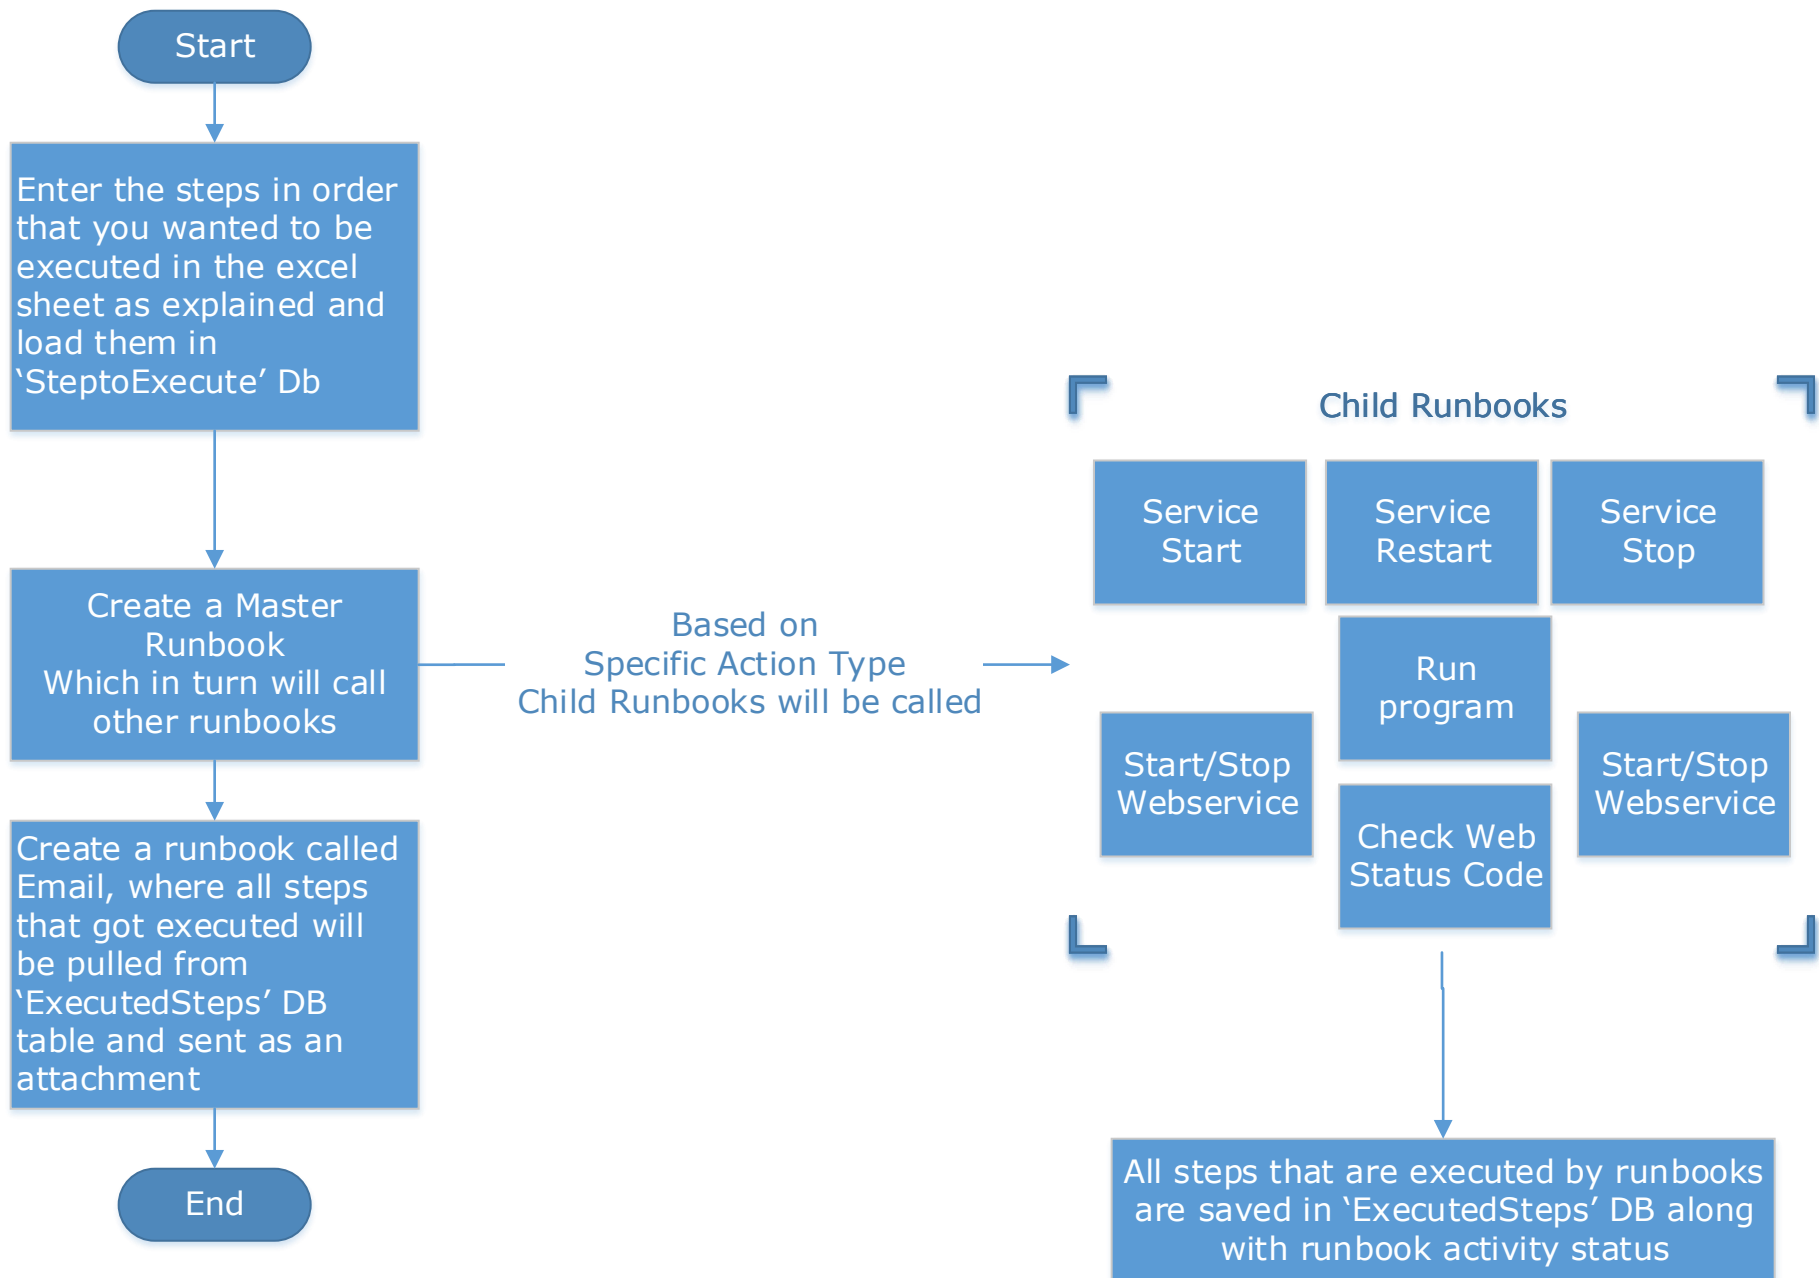 Start
Enter the steps in order
that you wanted to be
executed in the excel
sheet as explained and
load them in
‘SteptoExecute’ Db
Create a Master
Runbook
Which in turn will call
other runbooks
Based on
Specific Action Type
Child Runbooks will be called
Create a runbook called
Email, where all steps
that got executed will
be pulled from
‘ExecutedSteps’ DB
table and sent as an
attachment
End
Child Runbooks
Service
Start
Service
Restart
Service
Stop
Run
program
Start/Stop
Webservice
Check Web
Status Code
Start/Stop
Webservice
All steps that are executed by runbooks
are saved in ‘ExecutedSteps’ DB along
with runbook activity status